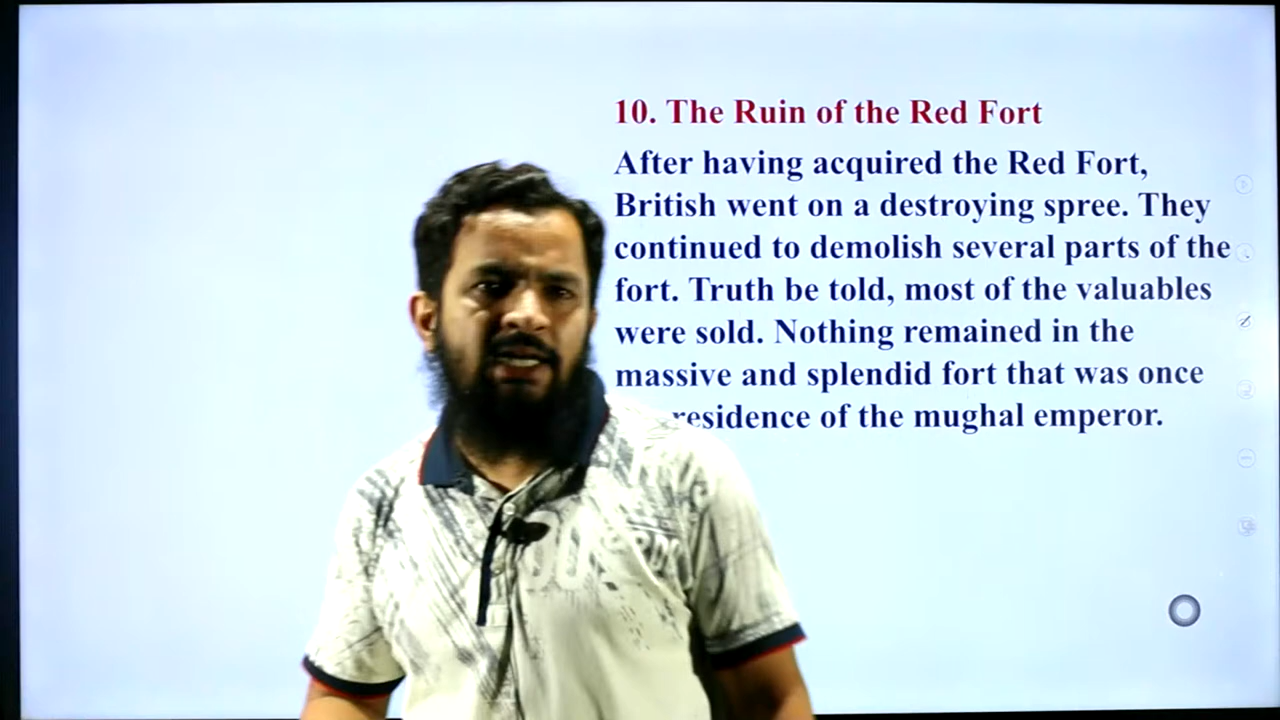 10. The Ruin of the Red Fort
After having acquired the Red Fort,
British went on a destroying spree. They
continued to demolish several parts of the
fort. Truth be told, most of the valuables
were sold. Nothing remained in the
massive and splendid fort that was once
residence of the mughal emperor.